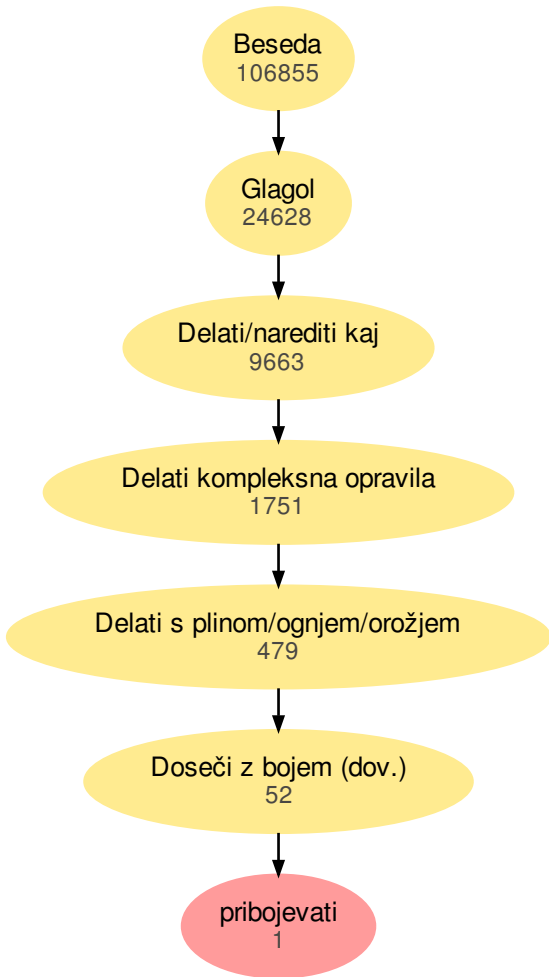 Beseda
106855
Glagol
24628
Delati/narediti kaj
9663
Delati kompleksna opravila
1751
Delati s plinom/ognjem/orožjem
479
Doseči z bojem (dov.)
52
pribojevati
1